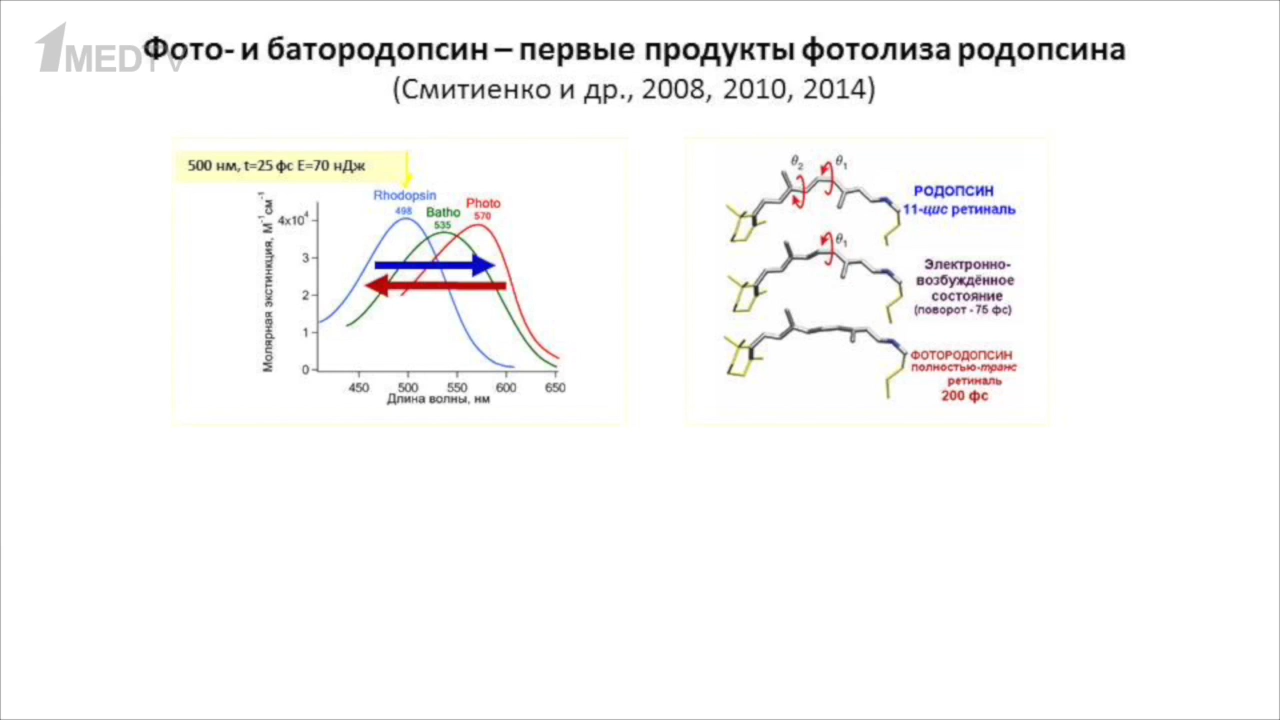 1MEDTV
Фото- и батородопсин – первые продукты фотолиза родопсина
(Смитиенко и др., 2008, 2010, 2014)
500 нм, t=25 фс E=70 нДж
Rhodopsin
498
Batho
535
Photo
570
Молярная экстинкция, М⁻¹см⁻¹
4x10⁴
3
2
1
0
450 500 550 600 650
Длина волны, нм
θ₂ θ₁
РОДОПСИН
11-цис ретиналь
θ₁
Электронно-
возбуждённое
состояние
(поворот - 75 фс)
ФОТОРОДОПСИН
полностью-транс
ретиналь
200 фс